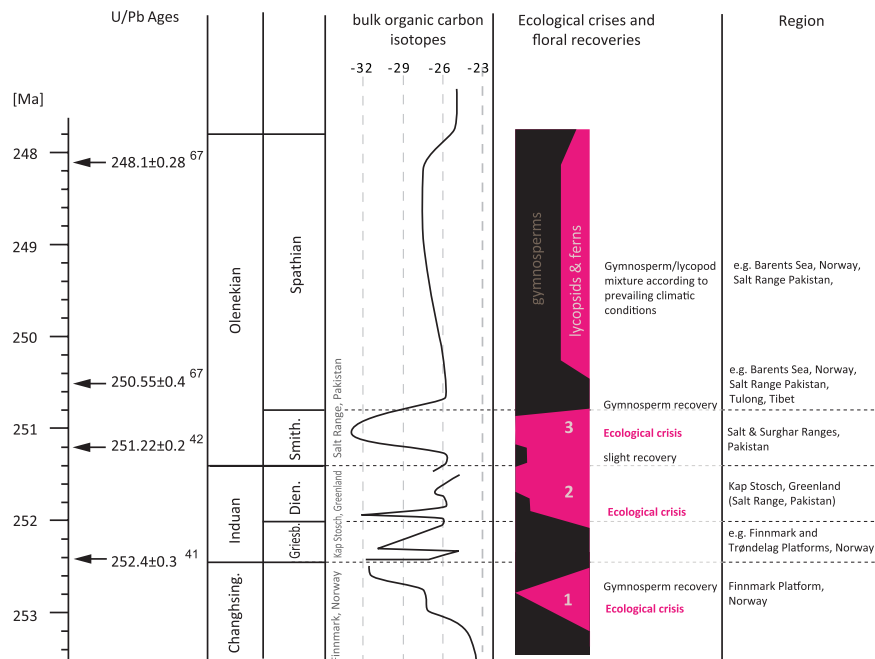 U/Pb Ages
bulk organic carbon
isotopes
Ecological crises and
floral recoveries
Region
-32
-29
-26
-23
[Ma]
248
249
250
251
252
253
248.1±0.28 67
250.55±0.4 67
251.22±0.2 42
252.4±0.3 41
Olenekian
Induan
Changhsing.
Spathian
Smith.
Dien.
Griesb.
Salt Range, Pakistan
Kap Stosch, Greenland
Finnmark, Norway
gymnosperms
lycopsids & ferns
3
2
1
Gymnosperm/lycopod
mixture according to
prevailing climatic
conditions
Gymnosperm recovery
Ecological crisis
slight recovery
Ecological crisis
Gymnosperm recovery
Ecological crisis
e.g. Barents Sea, Norway,
Salt Range Pakistan,
e.g. Barents Sea, Norway,
Salt Range Pakistan,
Tulong, Tibet
Salt & Surghar Ranges,
Pakistan
Kap Stosch, Greenland
(Salt Range, Pakistan)
e.g. Finnmark and
Trøndelag Platforms, Norway
Finnmark Platform,
Norway